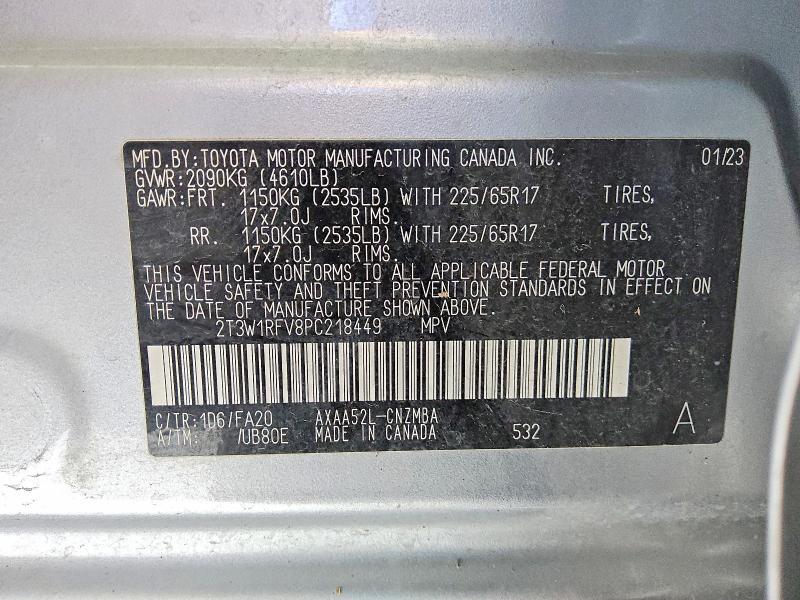 MFD.BY:TOYOTA MOTOR MANUFACTURING CANADA INC. 01/23
GVWR:2090KG (4610LB)
GAWR:FRT. 1150KG (2535LB) WITH 225/65R17 TIRES,
17x7.0J RIMS.
RR. 1150KG (2535LB) WITH 225/65R17 TIRES,
17x7.0J RIMS.
THIS VEHICLE CONFORMS TO ALL APPLICABLE FEDERAL MOTOR
VEHICLE SAFETY AND THEFT PREVENTION STANDARDS IN EFFECT ON
THE DATE OF MANUFACTURE SHOWN ABOVE.
2T3W1RFV8PC218449 MPV
C/TR:1D6/FA20 AXAA52L-CNZMBA
A/TM: /UB80E MADE IN CANADA 532 A